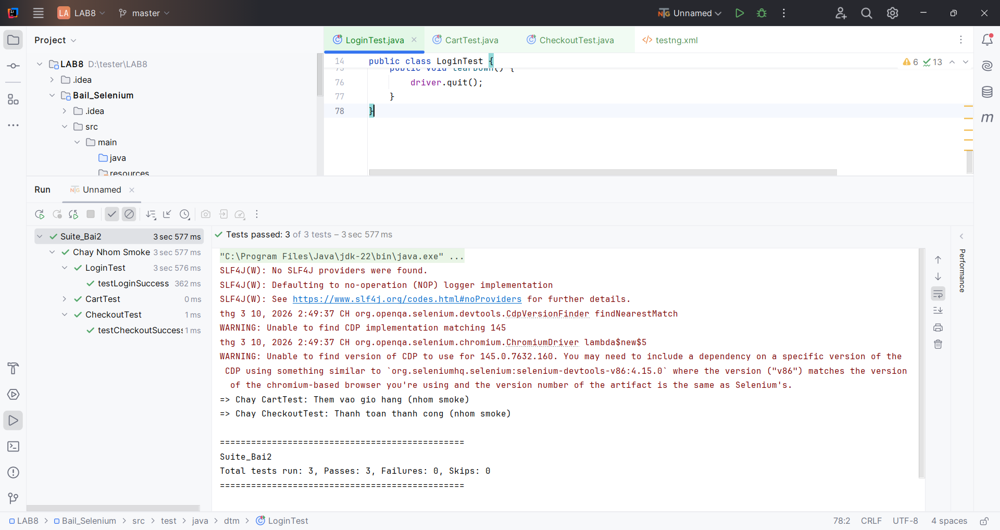 LA LAB8 master Unnamed
Project
LoginTest.java CartTest.java CheckoutTest.java testng.xml
LAB8 D:\tester\LAB8
.idea
Bail_Selenium
.idea
src
main
java
resources
14 public class LoginTest {
75 public void tearDown() {
76 driver.quit();
77 }
78 }
6 13
Run Unnamed
Suite_Bai2 3 sec 577 ms
Chay Nhom Smoke 3 sec 577 ms
LoginTest 3 sec 576 ms
testLoginSuccess 362 ms
CartTest 0 ms
CheckoutTest 1 ms
testCheckoutSuccess 1 ms
Tests passed: 3 of 3 tests – 3 sec 577 ms
"C:\Program Files\Java\jdk-22\bin\java.exe" ...
SLF4J(W): No SLF4J providers were found.
SLF4J(W): Defaulting to no-operation (NOP) logger implementation
SLF4J(W): See https://www.slf4j.org/codes.html#noProviders for further details.
thg 3 10, 2026 2:49:37 CH org.openqa.selenium.devtools.CdpVersionFinder findNearestMatch
WARNING: Unable to find CDP implementation matching 145
thg 3 10, 2026 2:49:37 CH org.openqa.selenium.chromium.ChromiumDriver lambda$new$5
WARNING: Unable to find version of CDP to use for 145.0.7632.160. You may need to include a dependency on a specific version of the
CDP using something similar to `org.seleniumhq.selenium:selenium-devtools-v86:4.15.0` where the version ("v86") matches the version
of the chromium-based browser you're using and the version number of the artifact is the same as Selenium's.
=> Chay CartTest: Them vao gio hang (nhom smoke)
=> Chay CheckoutTest: Thanh toan thanh cong (nhom smoke)
===============================================
Suite_Bai2
Total tests run: 3, Passes: 3, Failures: 0, Skips: 0
===============================================
Performance
LAB8 > Bail_Selenium > src > test > java > dtm > LoginTest
78:2 CRLF UTF-8 4 spaces